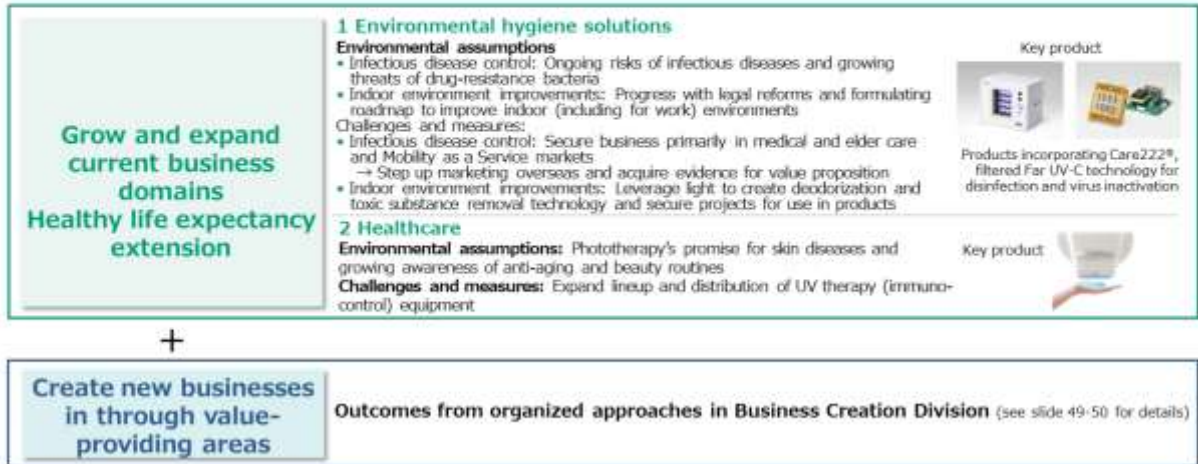 Grow and expand
current business
domains
Healthy life expectancy
extension
1 Environmental hygiene solutions
Environmental assumptions
• Infectious disease control: Ongoing risks of infectious diseases and growing
threats of drug-resistance bacteria
• Indoor environment improvements: Progress with legal reforms and formulating
roadmap to improve indoor (including for work) environments
Challenges and measures:
• Infectious disease control: Secure business primarily in medical and elder care
and Mobility as a Service markets
→ Step up marketing overseas and acquire evidence for value proposition
• Indoor environment improvements: Leverage light to create deodorization and
toxic substance removal technology and secure projects for use in products
Key product
Products incorporating Care222®,
filtered Far UV-C technology for
disinfection and virus inactivation
2 Healthcare
Environmental assumptions: Phototherapy's promise for skin diseases and
growing awareness of anti-aging and beauty routines
Challenges and measures: Expand lineup and distribution of UV therapy (immuno-
control) equipment
Key product
+
Create new businesses
in through value-
providing areas
Outcomes from organized approaches in Business Creation Division (see slide 49-50 for details)